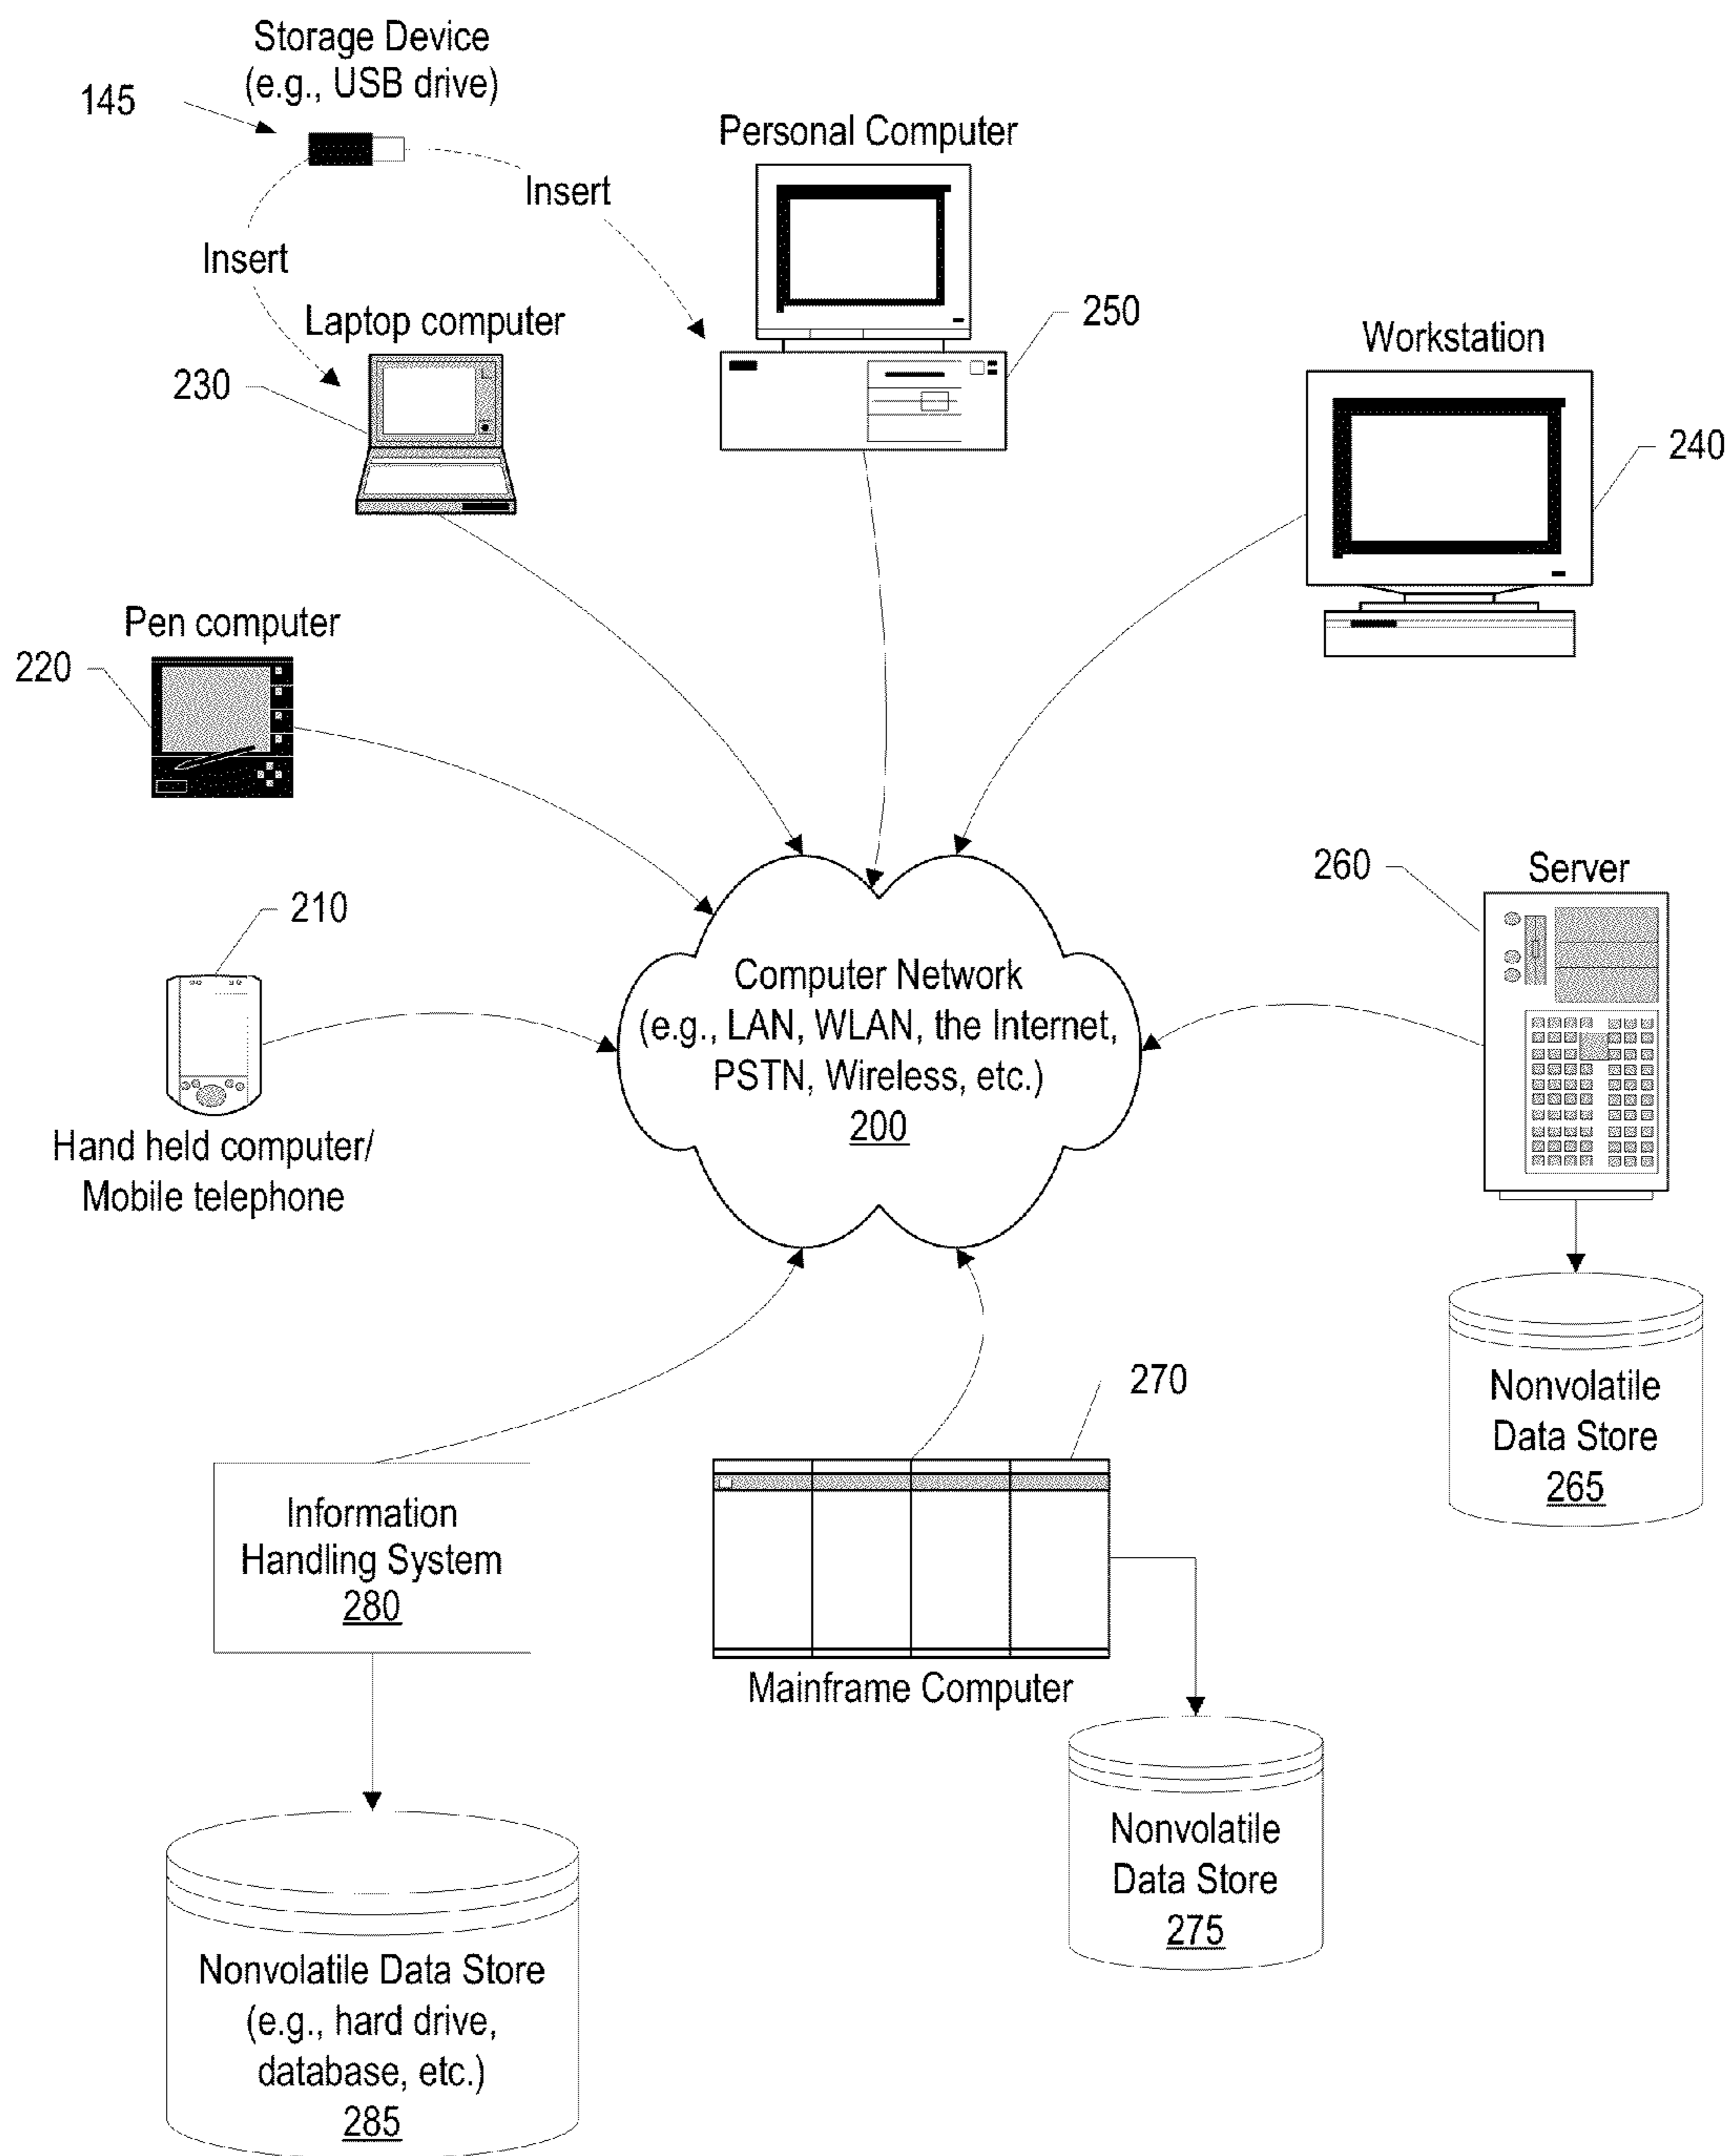 Storage Device
(e.g., USB drive)
145
Personal Computer
Insert
Insert
Laptop computer
250
230
Workstation
240
Pen computer
220
260
Server
210
Computer Network
(e.g., LAN, WLAN, the Internet,
PSTN, Wireless, etc.)
200
Hand held computer/
Mobile telephone
270
Nonvolatile
Data Store
265
Information
Handling System
280
Mainframe Computer
Nonvolatile
Data Store
275
Nonvolatile Data Store
(e.g., hard drive,
database, etc.)
285